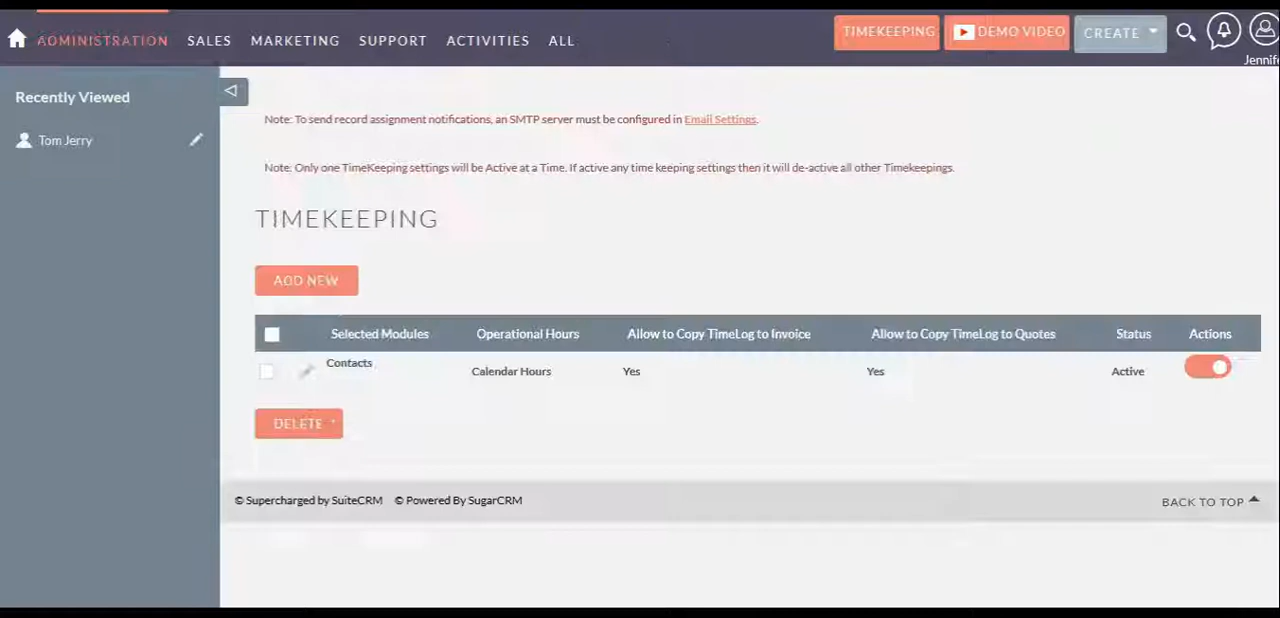 ADMINISTRATION SALES MARKETING SUPPORT ACTIVITIES ALL TIMEKEEPING DEMO VIDEO CREATE
Jennife
Recently Viewed
Tom Jerry
Note: To send record assignment notifications, an SMTP server must be configured in Email Settings.
Note: Only one TimeKeeping settings will be Active at a Time. If active any time keeping settings then it will de-active all other Timekeepings.
TIMEKEEPING
ADD NEW
Selected Modules Operational Hours Allow to Copy TimeLog to Invoice Allow to Copy TimeLog to Quotes Status Actions
Contacts Calendar Hours Yes Yes Active
DELETE
© Supercharged by SuiteCRM © Powered By SugarCRM BACK TO TOP